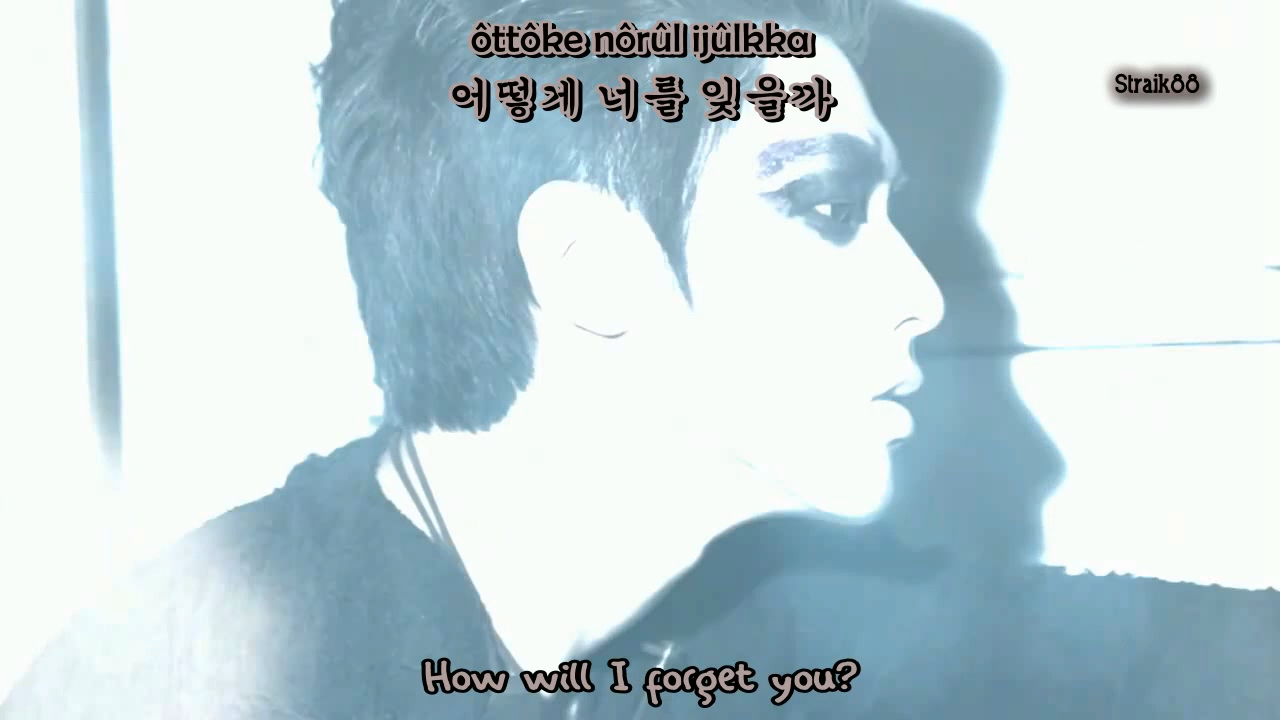 ôttôke nôrûl ijûlkka
어떻게 너를 잊을까
Straik88
How will I forget you?